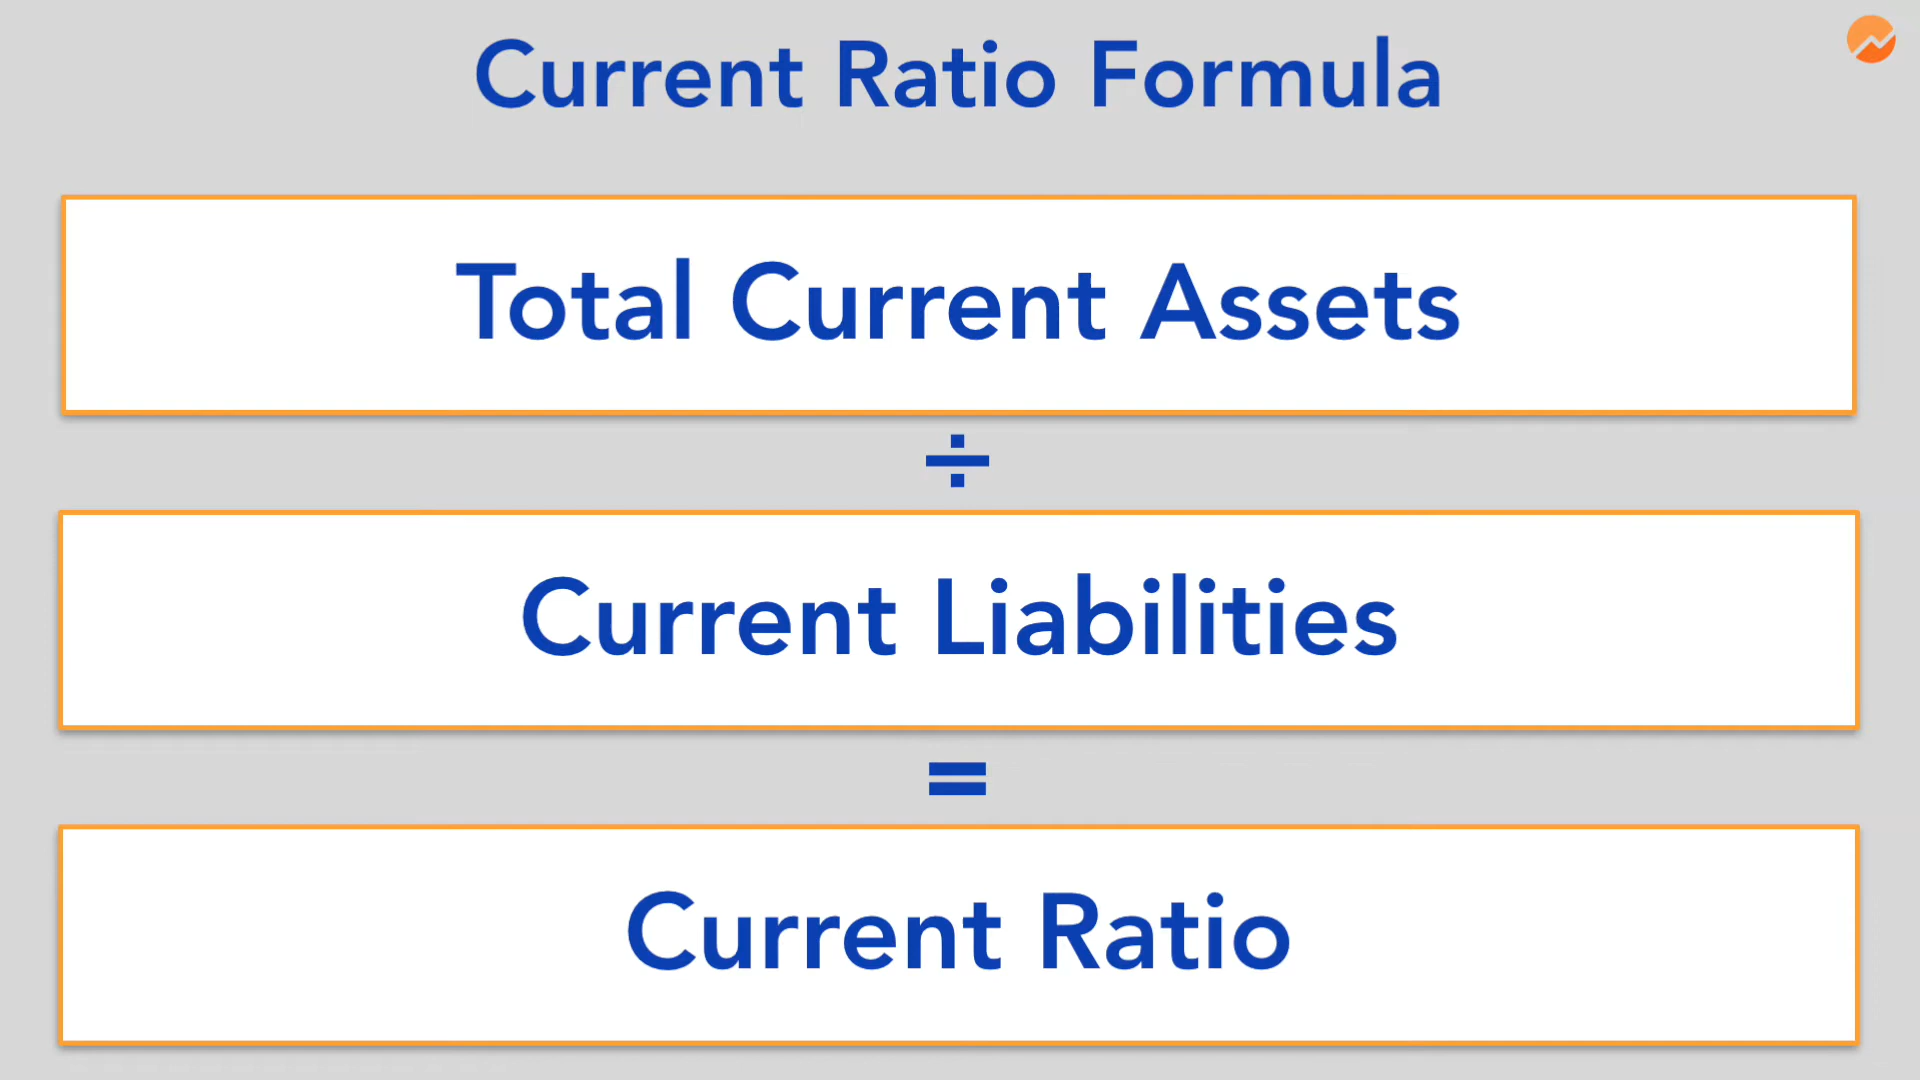 Current Ratio Formula
Total Current Assets
÷
Current Liabilities
=
Current Ratio